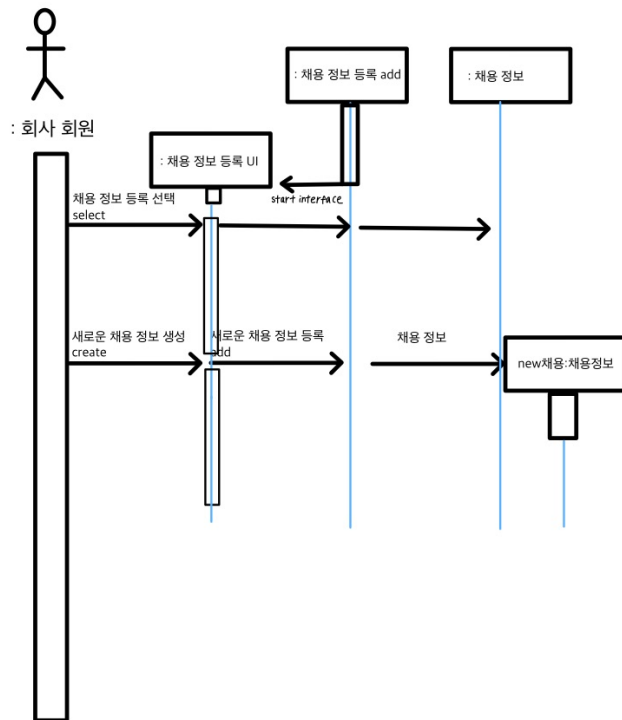 : 채용 정보 등록 add
: 채용 정보
: 회사 회원
: 채용 정보 등록 UI
start interface
채용 정보 등록 선택
select
새로운 채용 정보 생성
create
새로운 채용 정보 등록
add
채용 정보
new채용:채용정보